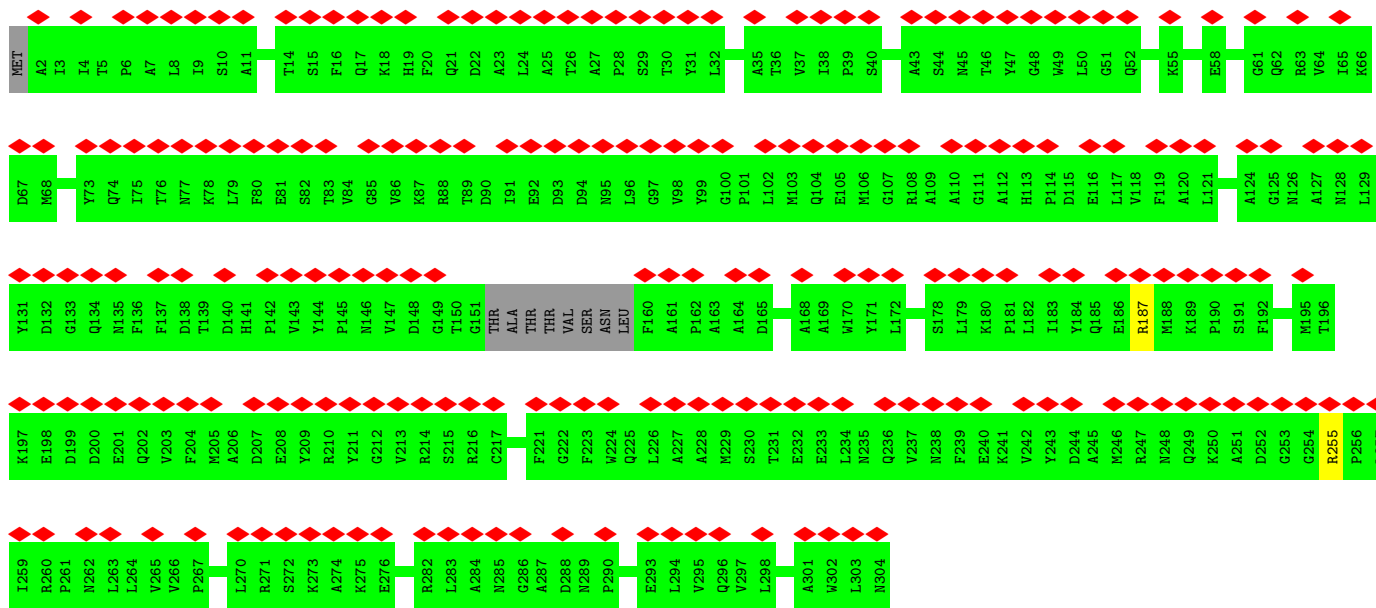 MET A2 I3 I4 T5 P6 A7 L8 I9 S10 A11 T14 S15 F16 Q17 K18 H19 F20 Q21 D22 A23 L24 A25 T26 A27 P28 S29 T30 Y31 L32 A35 T36 V37 I38 P39 S40 A43 S44 N45 T46 Y47 G48 W49 L50 G51 Q52 K55 E58 G61 Q62 R63 V64 I65 K66
D67 M68 Y73 Q74 I75 T76 N77 K78 L79 F80 E81 S82 T83 V84 G85 V86 K87 R88 T89 D90 I91 E92 D93 D94 N95 L96 G97 V98 Y99 G100 P101 L102 M103 Q104 E105 M106 G107 R108 A109 A110 G111 A112 H113 P114 D115 E116 L117 V118 F119 A120 L121 A124 G125 N126 A127 N128 L129
Y131 D132 G133 Q134 N135 F136 F137 D138 T139 D140 H141 P142 V143 Y144 P145 N146 V147 D148 G149 T150 G151 THR ALA THR THR VAL SER ASN LEU F160 A161 P162 A163 A164 D165 A168 A169 W170 Y171 L172 S178 L179 K180 P181 L182 I183 Y184 Q185 E186 R187 M188 K189 P190 S191 F192 M195 T196
K197 E198 D199 D200 E201 Q202 V203 F204 M205 A206 D207 E208 Y209 R210 Y211 G212 V213 R214 S215 R216 C217 F221 G222 F223 W224 Q225 L226 A227 A228 M229 S230 T231 E232 E233 L234 N235 Q236 V237 N238 F239 E240 K241 V242 Y243 D244 A245 M246 R247 N248 Q249 K250 A251 D252 G253 G254 R255 P256
I259 R260 P261 N262 L263 L264 V265 V266 P267 L270 R271 S272 K273 A274 K275 E276 R282 L283 A284 N285 G286 A287 D288 N289 P290 E293 L294 V295 Q296 V297 L298 A301 W302 L303 N304